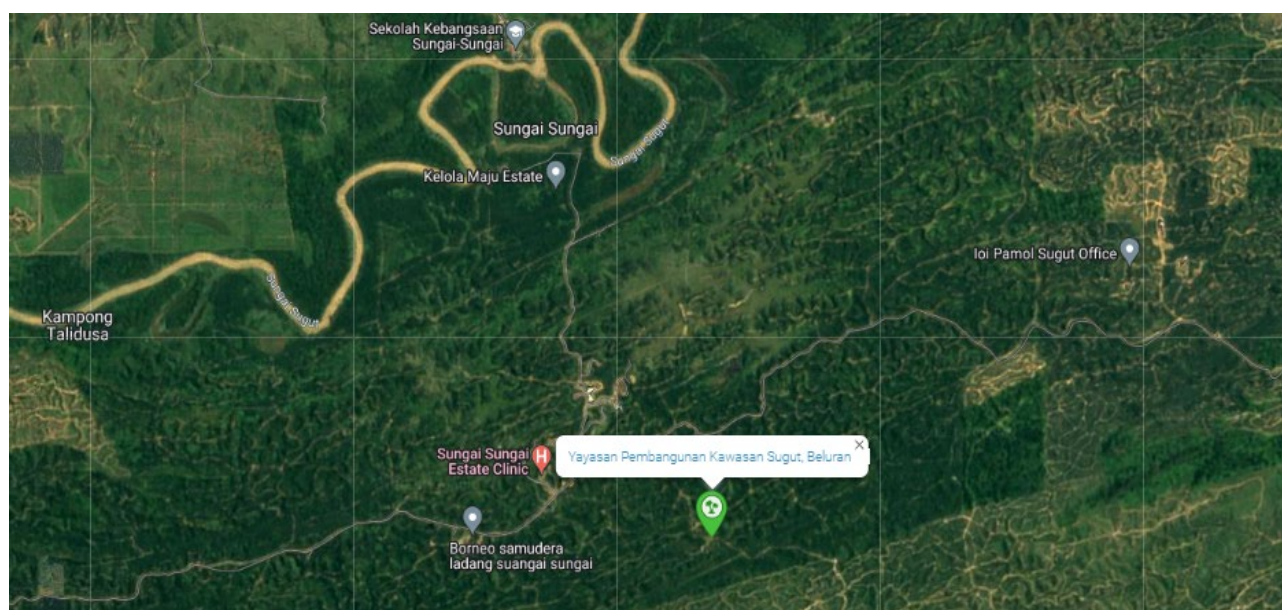 Sekolah Kebangsaan
Sungai-Sungai
Sungai Sungai
Sungai Sugut
Kelola Maju Estate
Ioi Pamol Sugut Office
Sungai Sugut
Kampong
Talidusa
Sungai Sungai
Estate Clinic
H
Yayasan Pembangunan Kawasan Sugut, Beluran
Borneo samudera
ladang suangai sungai